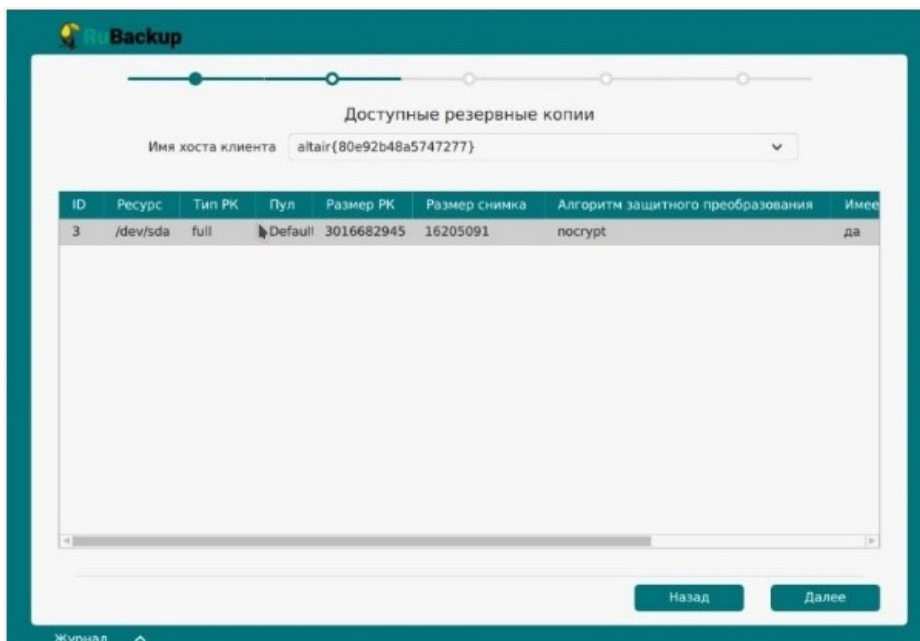 RuBackup
Доступные резервные копии
Имя хоста клиента altair{80e92b48a5747277}
ID Ресурс Тип РК Пул Размер РК Размер снимка Алгоритм защитного преобразования Имее
3 /dev/sda full Default 3016682945 16205091 nocrypt да
Назад Далее
Журнал